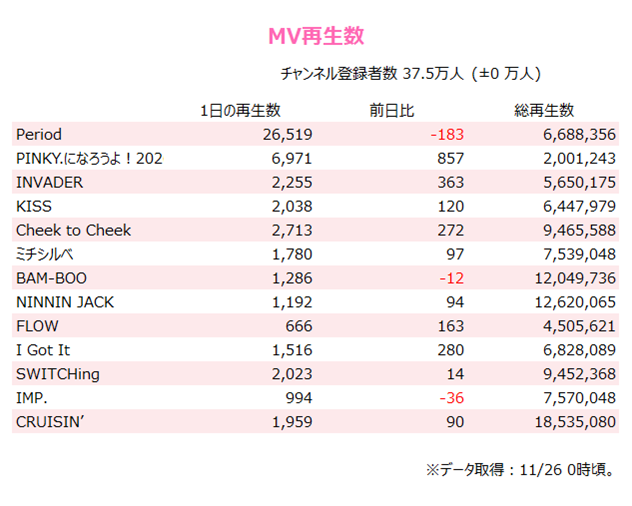 MV再生数
チャンネル登録者数 37.5万人 (±0 万人)
1日の再生数 前日比 総再生数
Period 26,519 -183 6,688,356
PINKY.になろうよ！202 6,971 857 2,001,243
INVADER 2,255 363 5,650,175
KISS 2,038 120 6,447,979
Cheek to Cheek 2,713 272 9,465,588
ミチシルベ 1,780 97 7,539,048
BAM-BOO 1,286 -12 12,049,736
NINNIN JACK 1,192 94 12,620,065
FLOW 666 163 4,505,621
I Got It 1,516 280 6,828,089
SWITCHing 2,023 14 9,452,368
IMP. 994 -36 7,570,048
CRUISIN’ 1,959 90 18,535,080
※データ取得：11/26 0時頃。